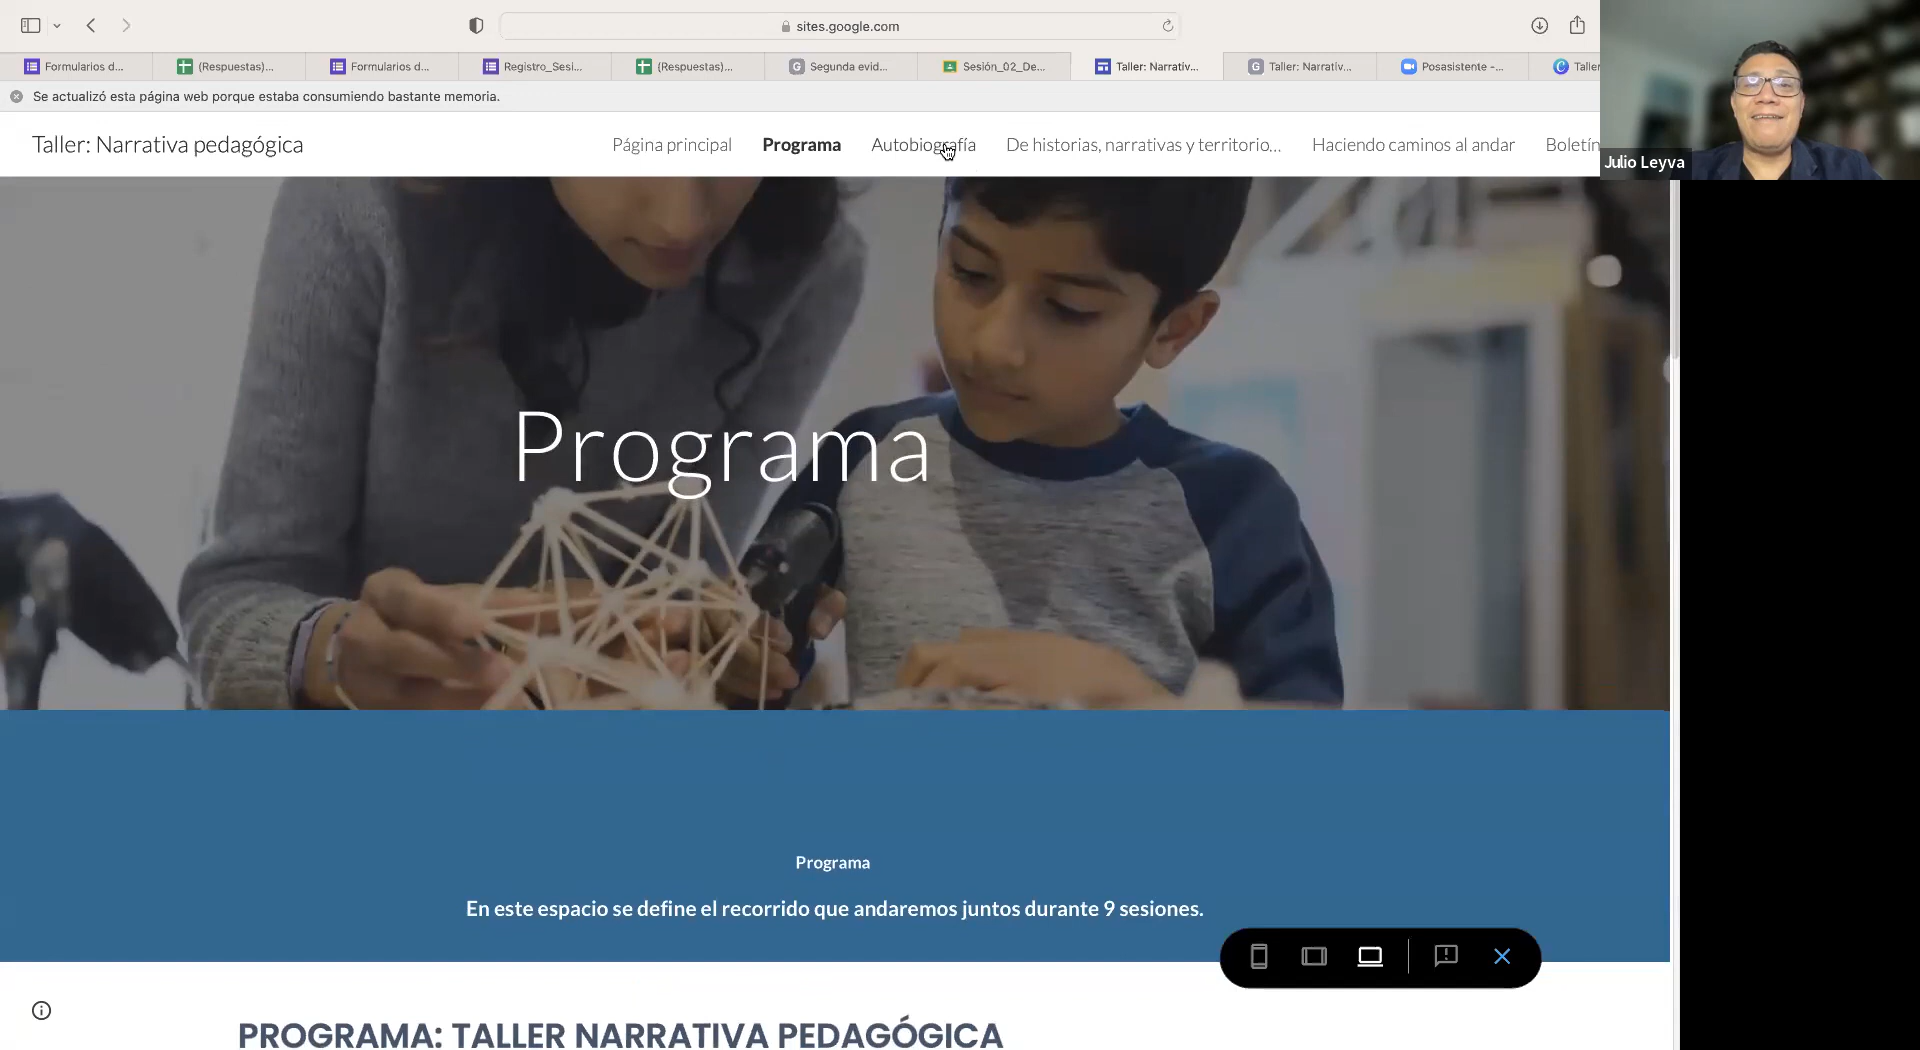 sites.google.com
Formularios d...
(Respuestas)...
Formularios d...
Registro_Sesi...
(Respuestas)...
Segunda evid...
Sesión_02_De...
Taller: Narrativ...
Taller: Narrativ...
Posasistente -...
Taller
Se actualizó esta página web porque estaba consumiendo bastante memoria.
Taller: Narrativa pedagógica
Página principal
Programa
Autobiografía
De historias, narrativas y territorio...
Haciendo caminos al andar
Boletín
Julio Leyva
Programa
Programa
En este espacio se define el recorrido que andaremos juntos durante 9 sesiones.
PROGRAMA: TALLER NARRATIVA PEDAGÓGICA